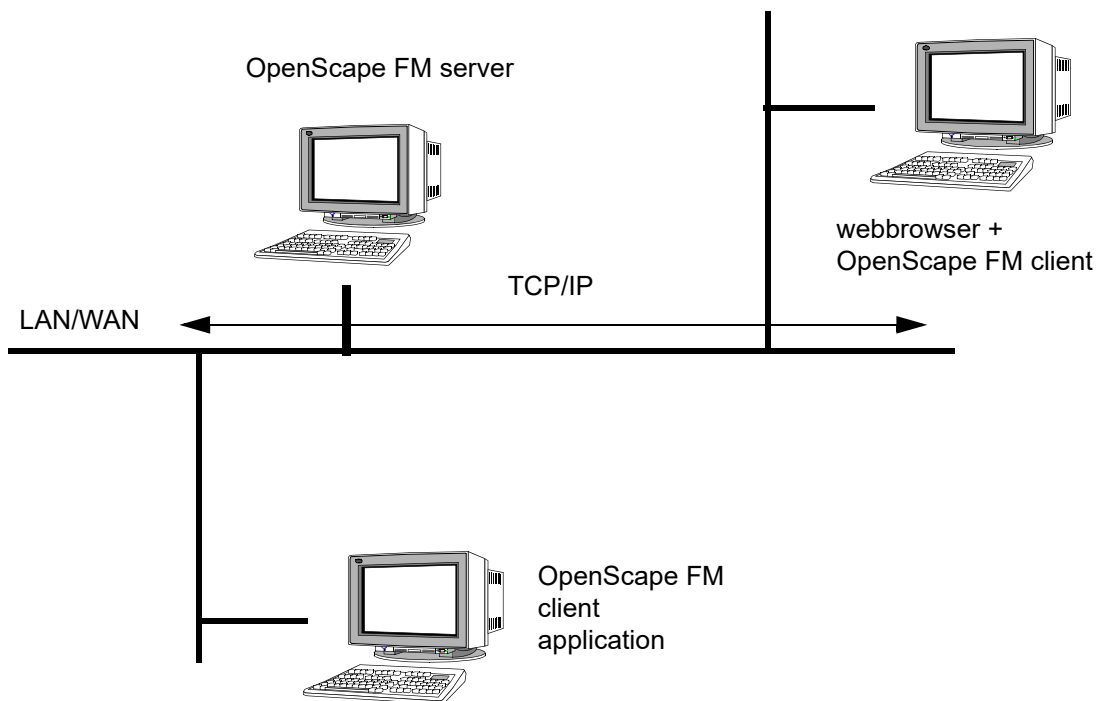 OpenScape FM server
webbrowser +
OpenScape FM client
TCP/IP
LAN/WAN
OpenScape FM
client
application